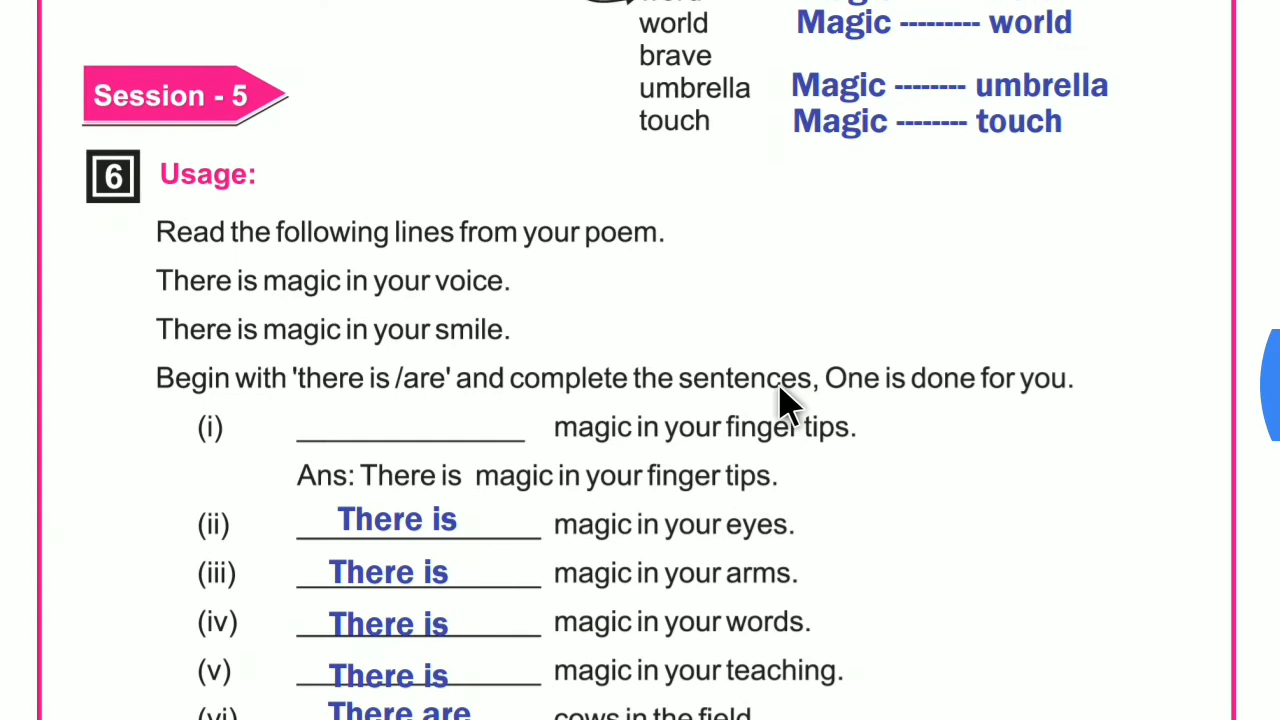 world Magic --------- world
brave
umbrella Magic -------- umbrella
touch Magic -------- touch
Session - 5
6 Usage:
Read the following lines from your poem.
There is magic in your voice.
There is magic in your smile.
Begin with 'there is /are' and complete the sentences, One is done for you.
(i) ______________ magic in your finger tips.
Ans: There is magic in your finger tips.
(ii) There is magic in your eyes.
(iii) There is magic in your arms.
(iv) There is magic in your words.
(v) There is magic in your teaching.
(vi) There are cows in the field